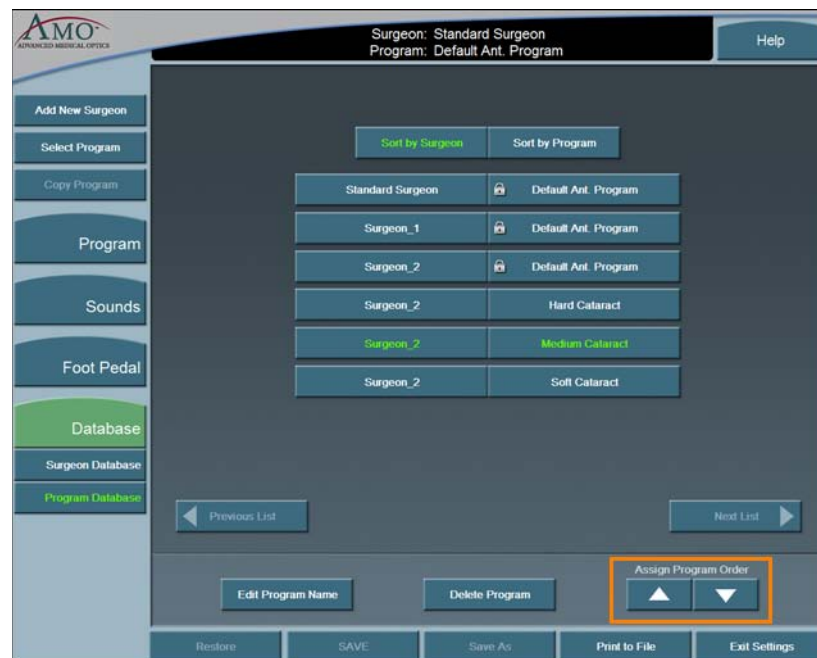 AMO
ADVANCED MEDICAL OPTICS
Surgeon: Standard Surgeon
Program: Default Ant. Program
Help
Add New Surgeon
Select Program
Copy Program
Program
Sounds
Foot Pedal
Database
Surgeon Database
Program Database
Sort by Surgeon Sort by Program
Standard Surgeon Default Ant. Program
Surgeon_1 Default Ant. Program
Surgeon_2 Default Ant. Program
Surgeon_2 Hard Cataract
Surgeon_2 Medium Cataract
Surgeon_2 Soft Cataract
Previous List Next List
Assign Program Order
Edit Program Name Delete Program
Restore SAVE Save As Print to File Exit Settings